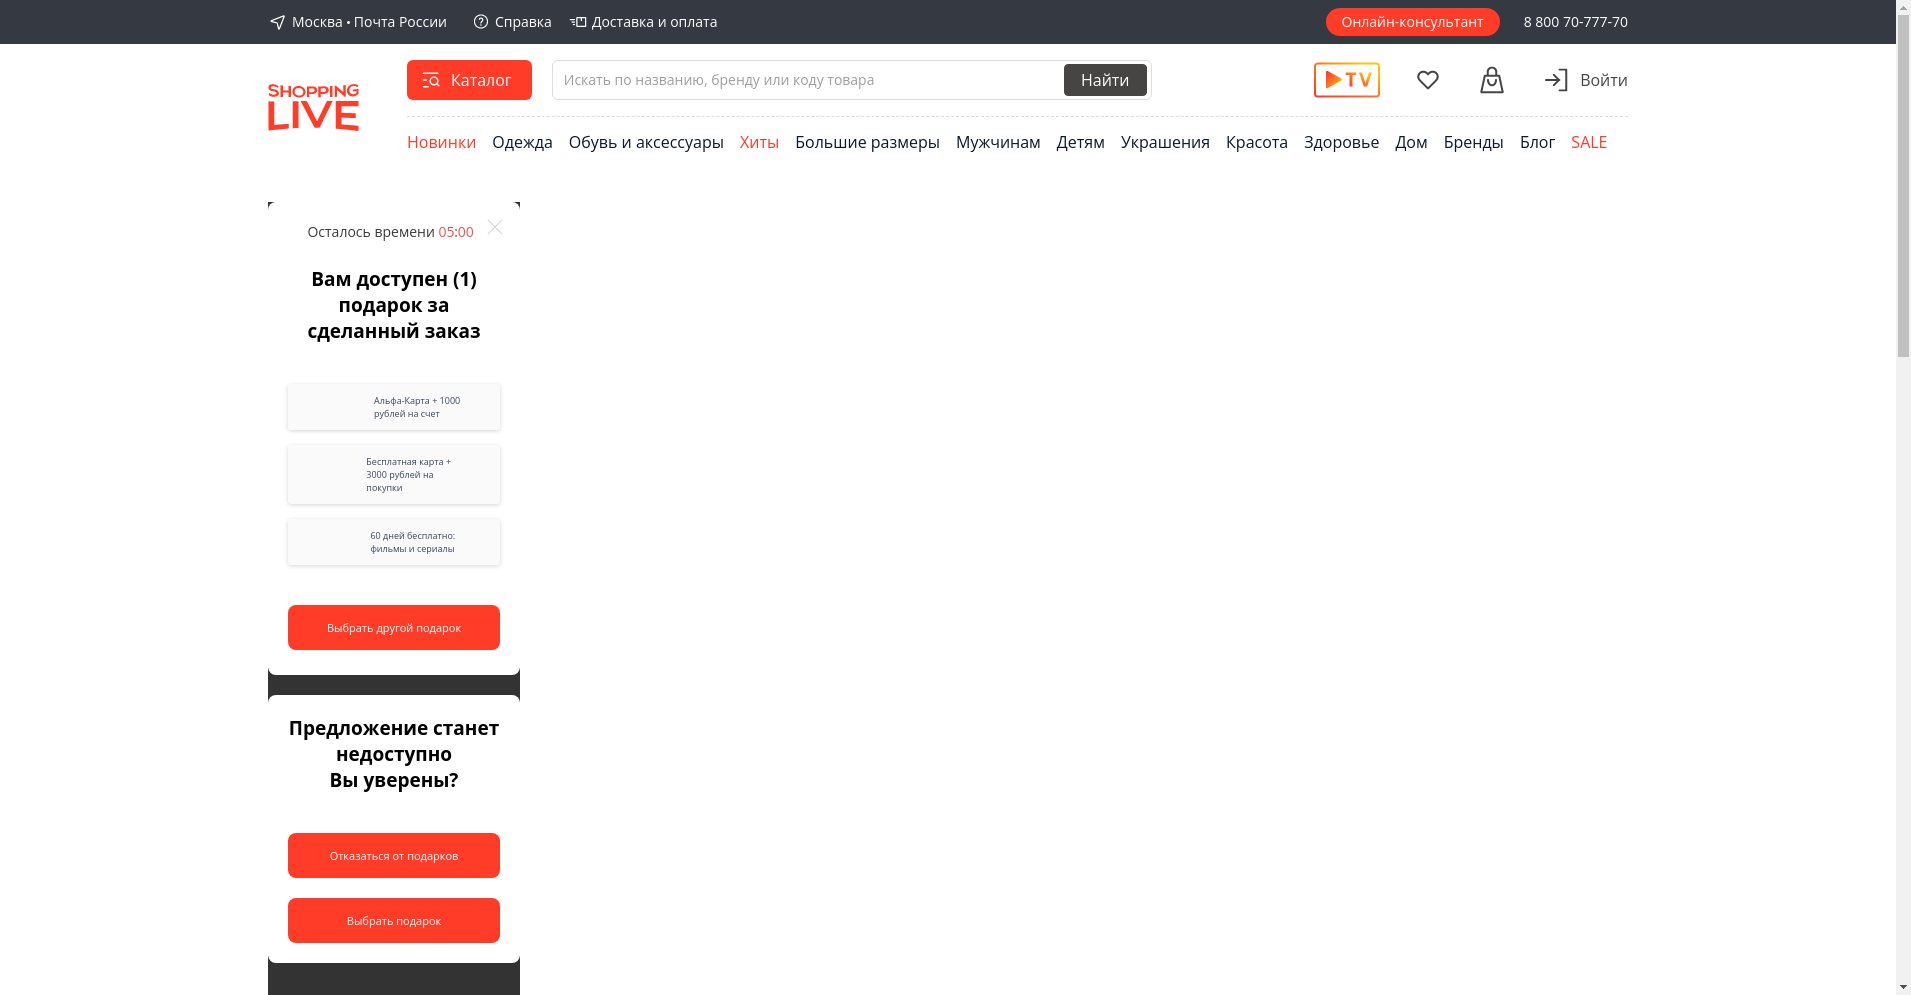 Москва • Почта России Справка Доставка и оплата Онлайн-консультант 8 800 70-777-70
SHOPPING
LIVE
Каталог Искать по названию, бренду или коду товара Найти TV Войти
Новинки Одежда Обувь и аксессуары Хиты Большие размеры Мужчинам Детям Украшения Красота Здоровье Дом Бренды Блог SALE
Осталось времени 05:00
Вам доступен (1)
подарок за
сделанный заказ
Альфа-Карта + 1000
рублей на счет
Бесплатная карта +
3000 рублей на
покупки
60 дней бесплатно:
фильмы и сериалы
Выбрать другой подарок
Предложение станет
недоступно
Вы уверены?
Отказаться от подарков
Выбрать подарок